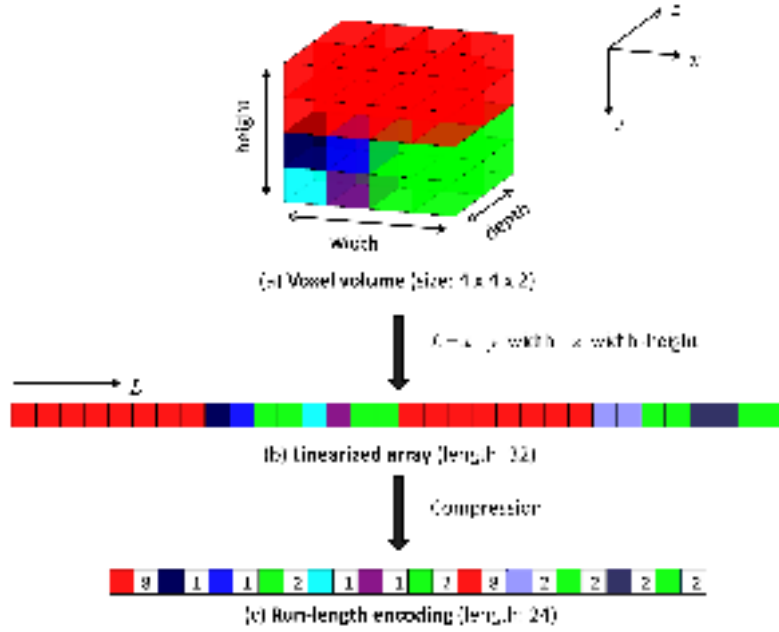 z
x
y
height
depth
Width
(a) Voxel volume (size: 4 x 4 x 2)
width width height
L
(b) Linearized array (length: 32)
Compression
8 1 1 2 1 1 2 8 2 2 2 2
(c) Run-length encoding (length: 24)